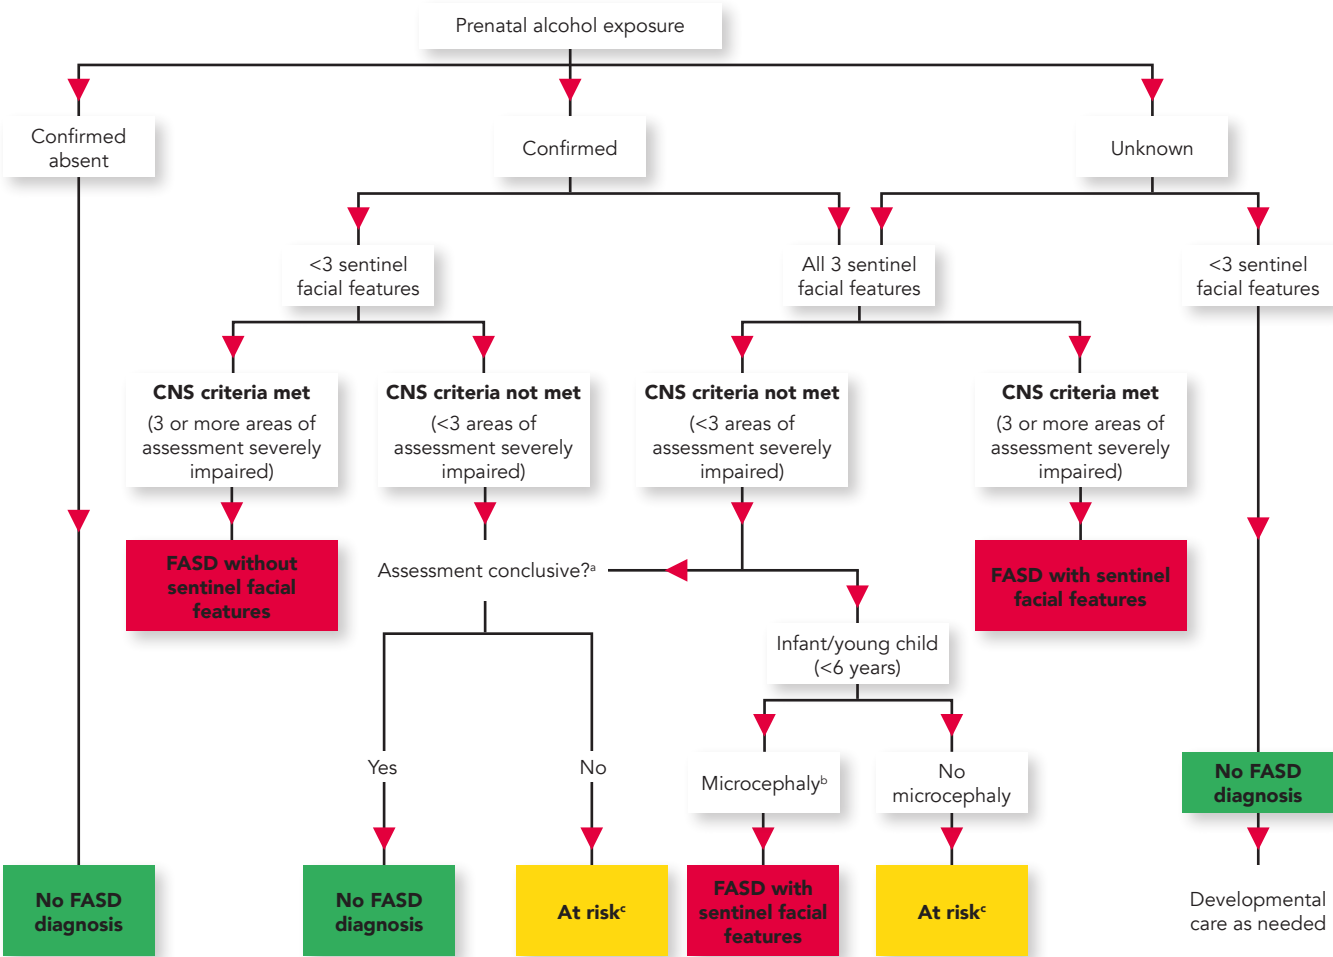 Prenatal alcohol exposure
Confirmed
absent
Confirmed
Unknown
<3 sentinel
facial features
All 3 sentinel
facial features
<3 sentinel
facial features
CNS criteria met
(3 or more areas of
assessment severely
impaired)
CNS criteria not met
(<3 areas of
assessment severely
impaired)
CNS criteria not met
(<3 areas of
assessment severely
impaired)
CNS criteria met
(3 or more areas of
assessment severely
impaired)
FASD without
sentinel facial
features
Assessment conclusive?ᵃ
FASD with sentinel
facial features
Infant/young child
(<6 years)
Yes
No
Microcephalyᵇ
No
microcephaly
No FASD
diagnosis
No FASD
diagnosis
No FASD
diagnosis
At riskᶜ
FASD with
sentinel facial
features
At riskᶜ
Developmental
care as needed